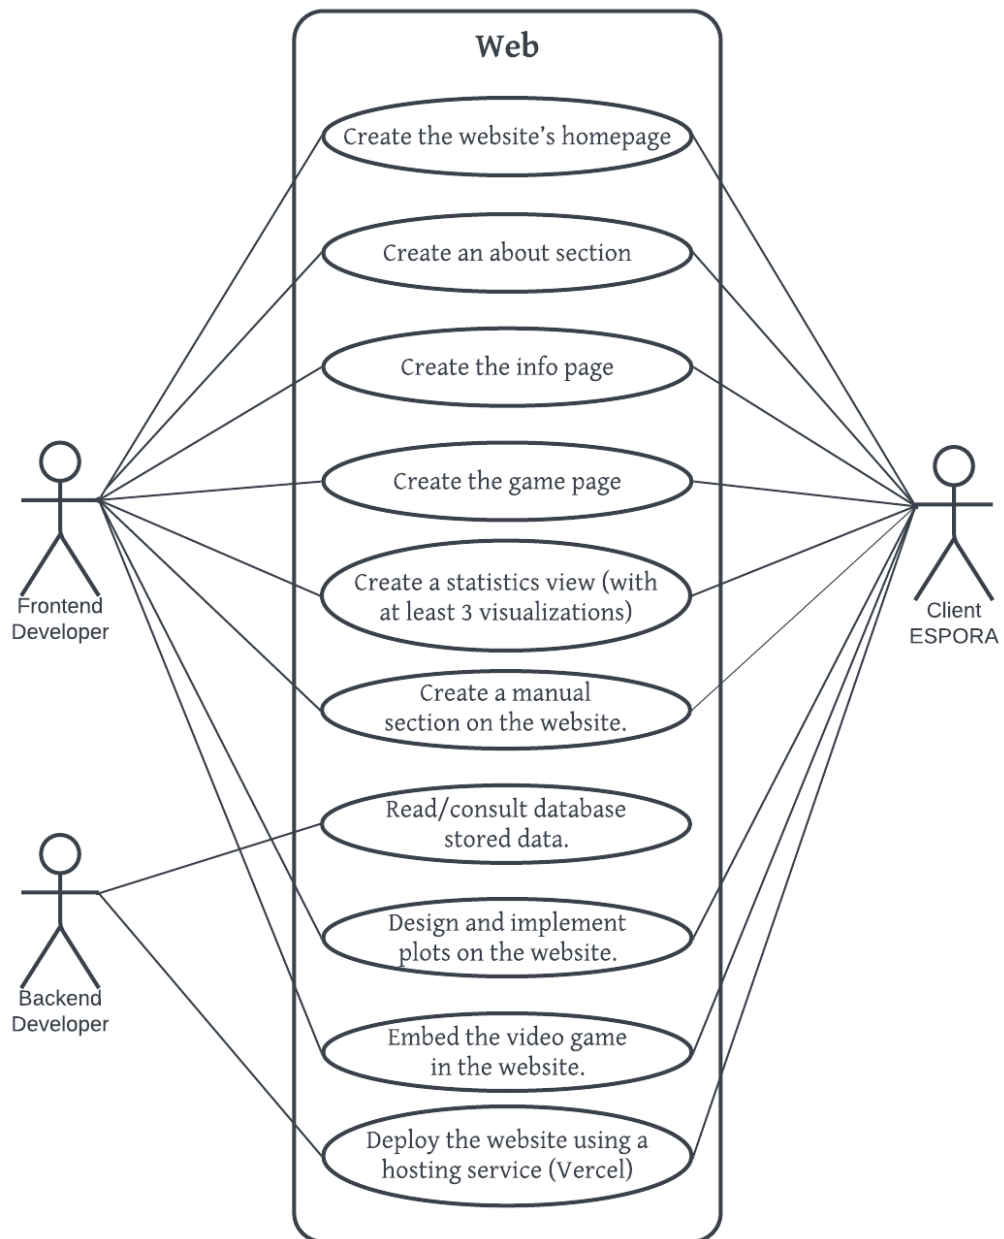 Web
Create the website’s homepage
Create an about section
Create the info page
Create the game page
Create a statistics view (with
at least 3 visualizations)
Create a manual
section on the website.
Read/consult database
stored data.
Design and implement
plots on the website.
Embed the video game
in the website.
Deploy the website using a
hosting service (Vercel)
Frontend
Developer
Backend
Developer
Client
ESPORA